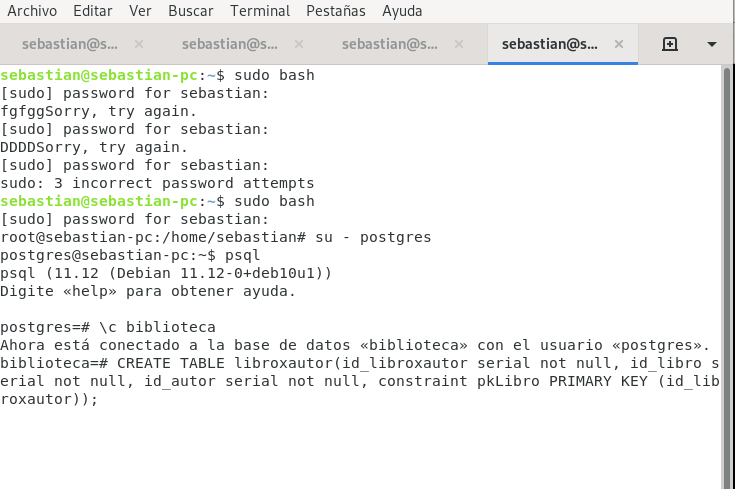 Archivo Editar Ver Buscar Terminal Pestañas Ayuda
sebastian@s... × sebastian@s... × sebastian@s... × sebastian@s... ×
sebastian@sebastian-pc:~$ sudo bash
[sudo] password for sebastian:
fgfggSorry, try again.
[sudo] password for sebastian:
DDDDSorry, try again.
[sudo] password for sebastian:
sudo: 3 incorrect password attempts
sebastian@sebastian-pc:~$ sudo bash
[sudo] password for sebastian:
root@sebastian-pc:/home/sebastian# su - postgres
postgres@sebastian-pc:~$ psql
psql (11.12 (Debian 11.12-0+deb10u1))
Digite «help» para obtener ayuda.

postgres=# \c biblioteca
Ahora está conectado a la base de datos «biblioteca» con el usuario «postgres».
biblioteca=# CREATE TABLE libroxautor(id_libroxautor serial not null, id_libro s
erial not null, id_autor serial not null, constraint pkLibro PRIMARY KEY (id_lib
roxautor));